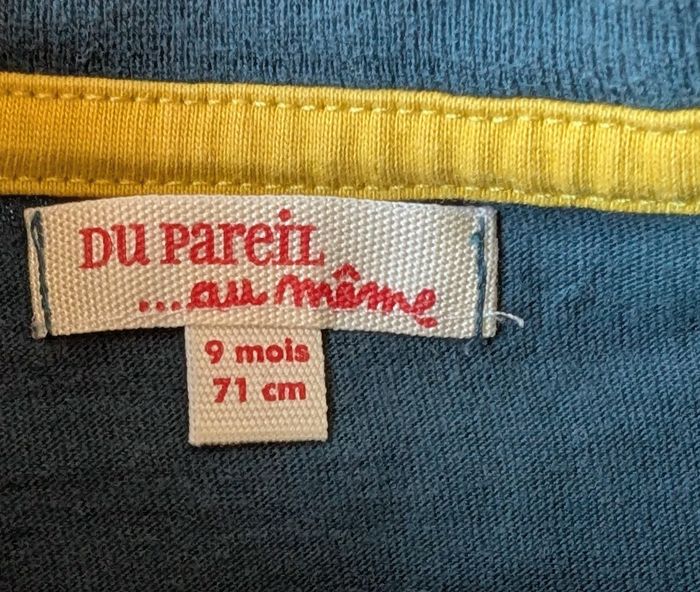 DU PareiL
...au même
9 mois
71 cm